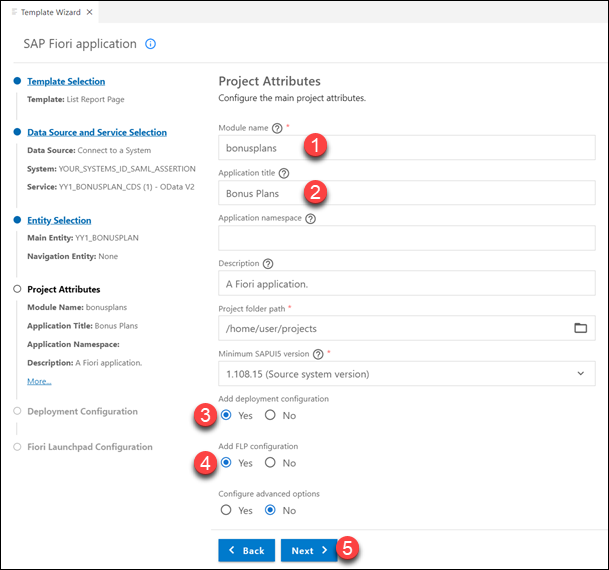 Template Wizard
SAP Fiori application
Template Selection
Template: List Report Page
Data Source and Service Selection
Data Source: Connect to a System
System: YOUR_SYSTEMS_ID_SAML_ASSERTION
Service: YY1_BONUSPLAN_CDS (1) - OData V2
Entity Selection
Main Entity: YY1_BONUSPLAN
Navigation Entity: None
Project Attributes
Module Name: bonusplans
Application Title: Bonus Plans
Application Namespace:
Description: A Fiori application.
More...
Deployment Configuration
Fiori Launchpad Configuration
Project Attributes
Configure the main project attributes.
Module name *
bonusplans 1
Application title
Bonus Plans 2
Application namespace
Description
A Fiori application.
Project folder path *
/home/user/projects
Minimum SAPUI5 version *
1.108.15 (Source system version)
Add deployment configuration
3 Yes No
Add FLP configuration
4 Yes No
Configure advanced options
Yes No
Back Next 5